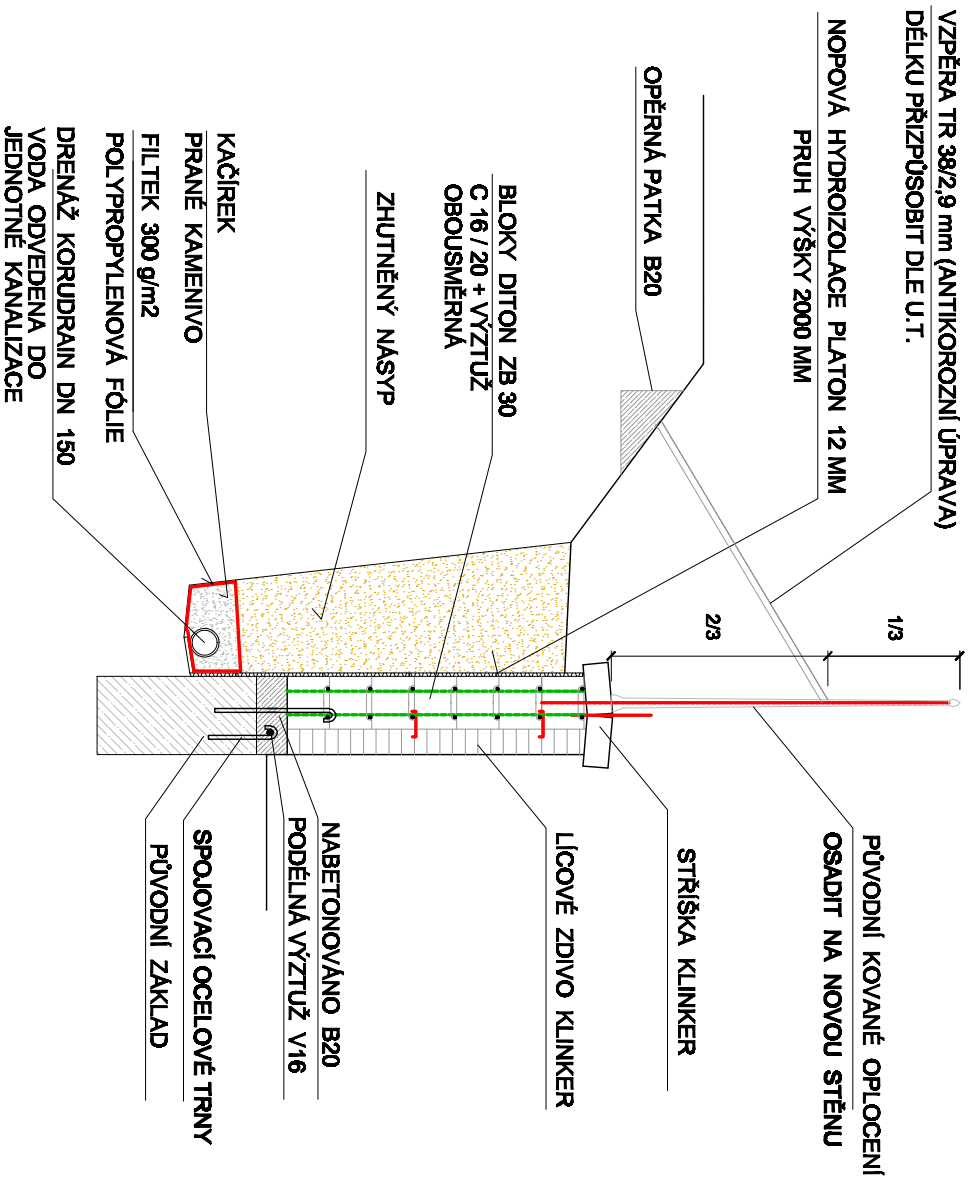 VZPĚRA TR 38/2,9 mm (ANTIKOROZNÍ ÚPRAVA)
DÉLKU PŘIZPŮSOBIT DLE U.T.
NOPOVÁ HYDROIZOLACE PLATON 12 MM
PRUH VÝŠKY 2000 MM
OPĚRNÁ PATKA B20
BLOKY DITON ZB 30
C 16 / 20 + VÝZTUŽ
OBOUSMĚRNÁ
ZHUTNĚNÝ NÁSYP
KAČÍREK
PRANÉ KAMENIVO
FILTEK 300 g/m2
POLYPROPYLENOVÁ FÓLIE
DRENÁŽ KORUDRAIN DN 150
VODA ODVEDENA DO
JEDNOTNÉ KANALIZACE
1/3
2/3
PŮVODNÍ KOVANÉ OPLOCENÍ
OSADIT NA NOVOU STĚNU
STŘÍŠKA KLINKER
LÍCOVÉ ZDIVO KLINKER
NABETONOVÁNO B20
PODÉLNÁ VÝZTUŽ V16
SPOJOVACÍ OCELOVÉ TRNY
PŮVODNÍ ZÁKLAD